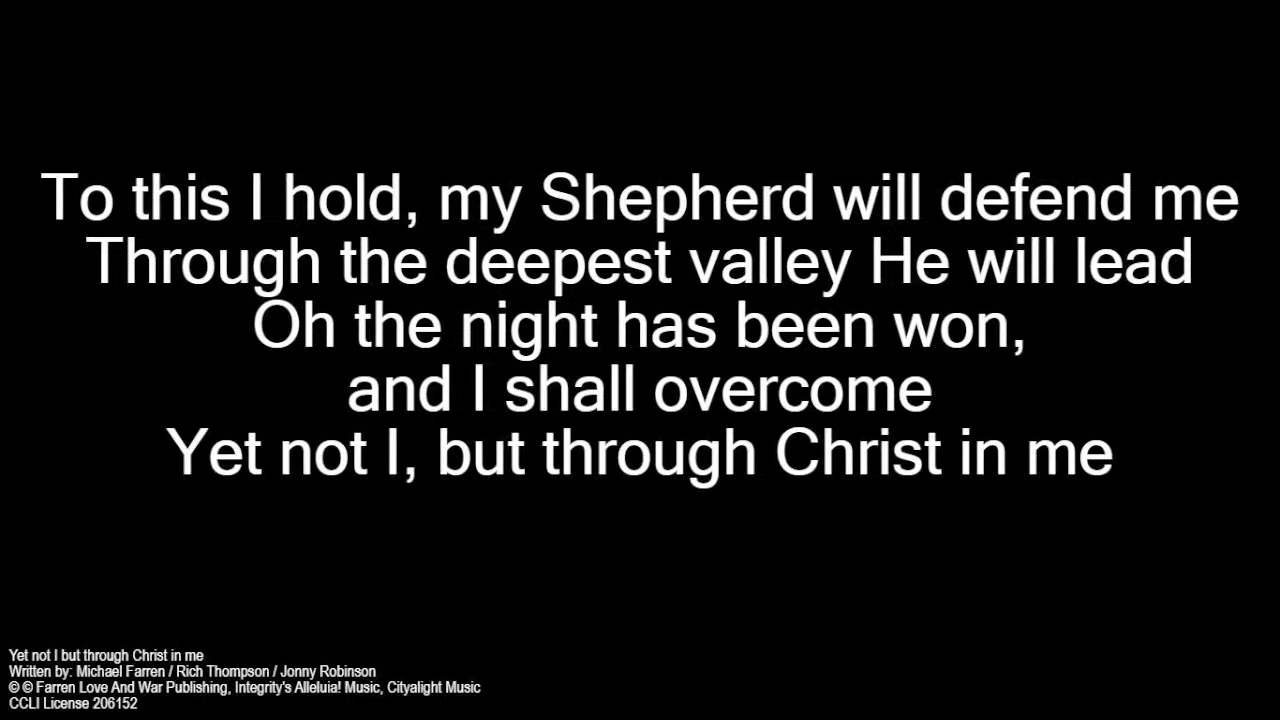 To this I hold, my Shepherd will defend me
Through the deepest valley He will lead
Oh the night has been won,
and I shall overcome
Yet not I, but through Christ in me
Yet not I but through Christ in me
Written by: Michael Farren / Rich Thompson / Jonny Robinson
© © Farren Love And War Publishing, Integrity's Alleluia! Music, Cityalight Music
CCLI License 206152